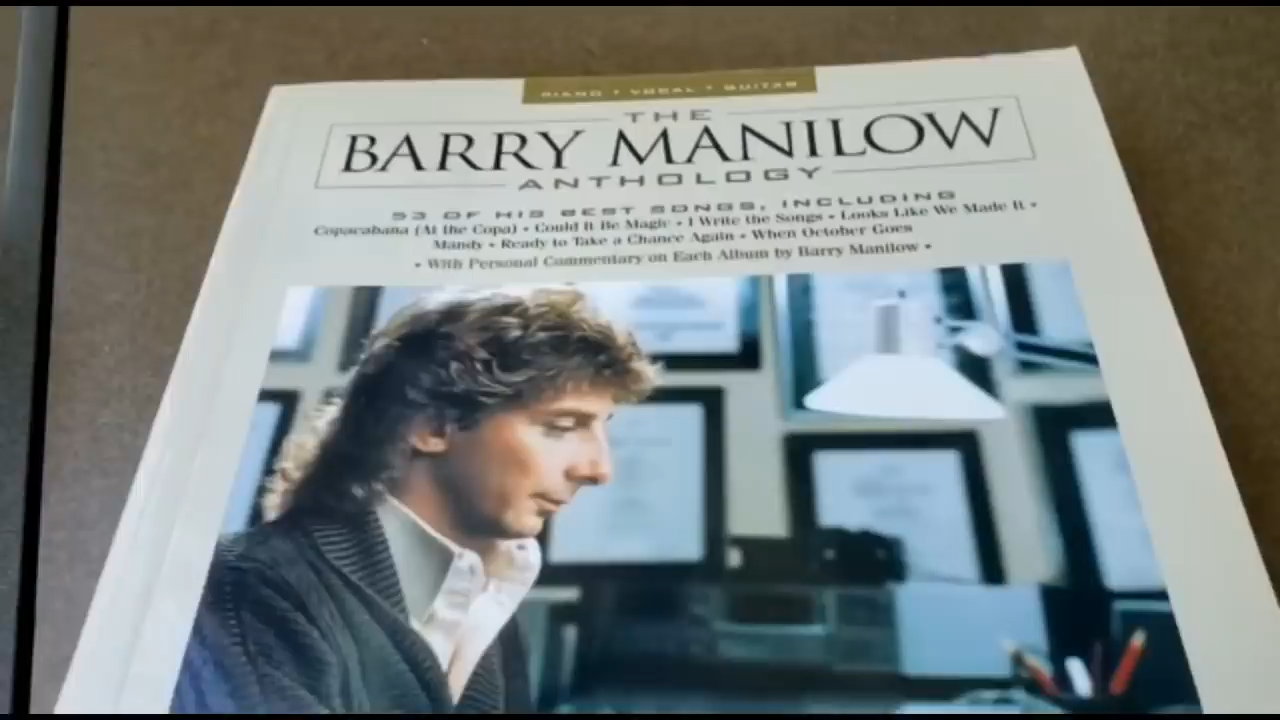 PIANO • VOCAL • GUITAR
THE
BARRY MANILOW
ANTHOLOGY
53 OF HIS BEST SONGS, INCLUDING
Copacabana (At the Copa) • Could It Be Magic • I Write the Songs • Looks Like We Made It •
Mandy • Ready to Take a Chance Again • When October Goes
• With Personal Commentary on Each Album by Barry Manilow •